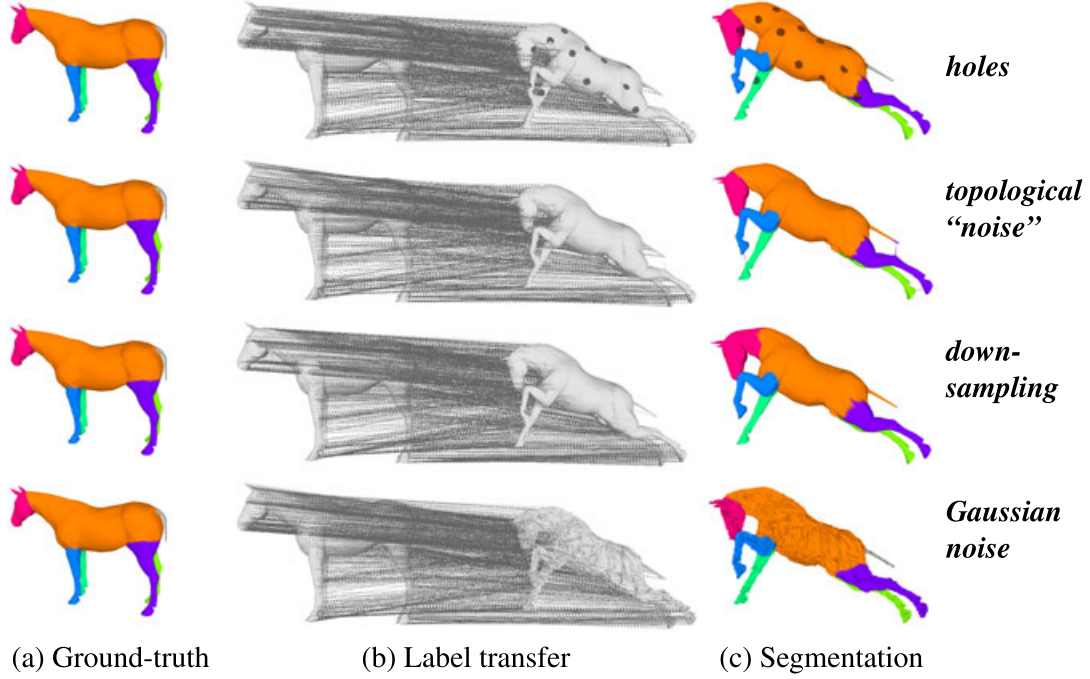 holes
topological
“noise”
down-
sampling
Gaussian
noise
(a) Ground-truth
(b) Label transfer
(c) Segmentation